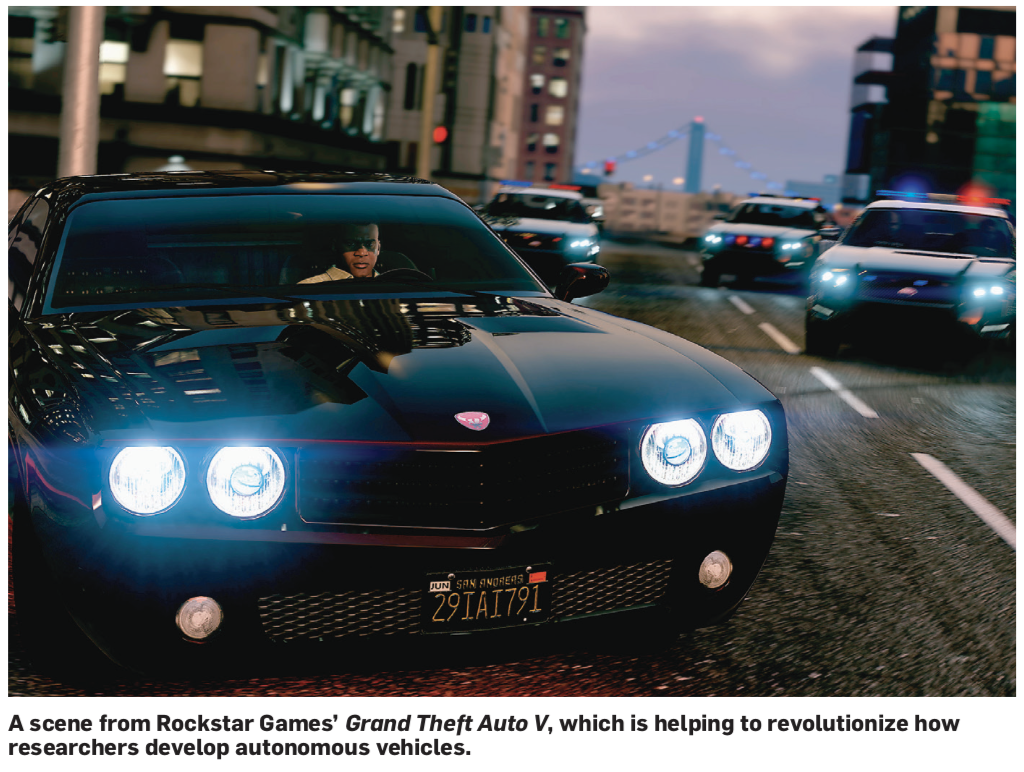 JUN SAN ANDREAS
29IAI791
A scene from Rockstar Games’ Grand Theft Auto V, which is helping to revolutionize how
researchers develop autonomous vehicles.